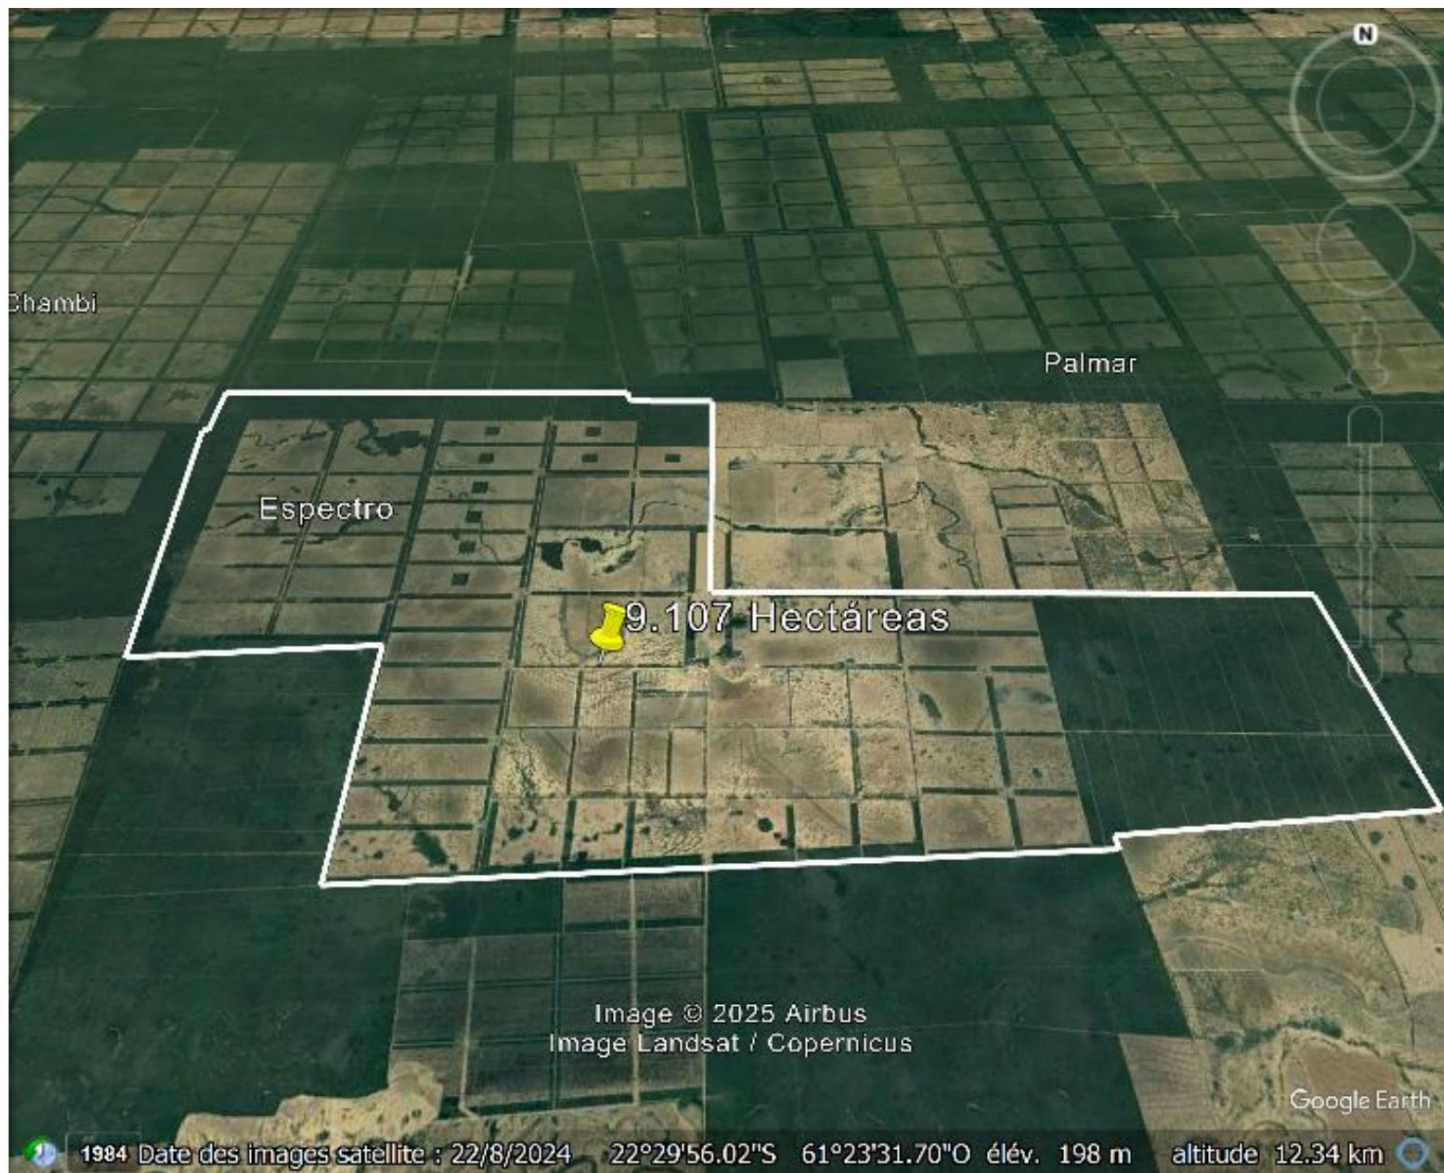 N
Chambi
Palmar
Espectro
9.107 Hectáreas
Image © 2025 Airbus
Image Landsat / Copernicus
Google Earth
1984 Date des images satellite : 22/8/2024 22°29'56.02"S 61°23'31.70"O élév. 198 m altitude 12.34 km